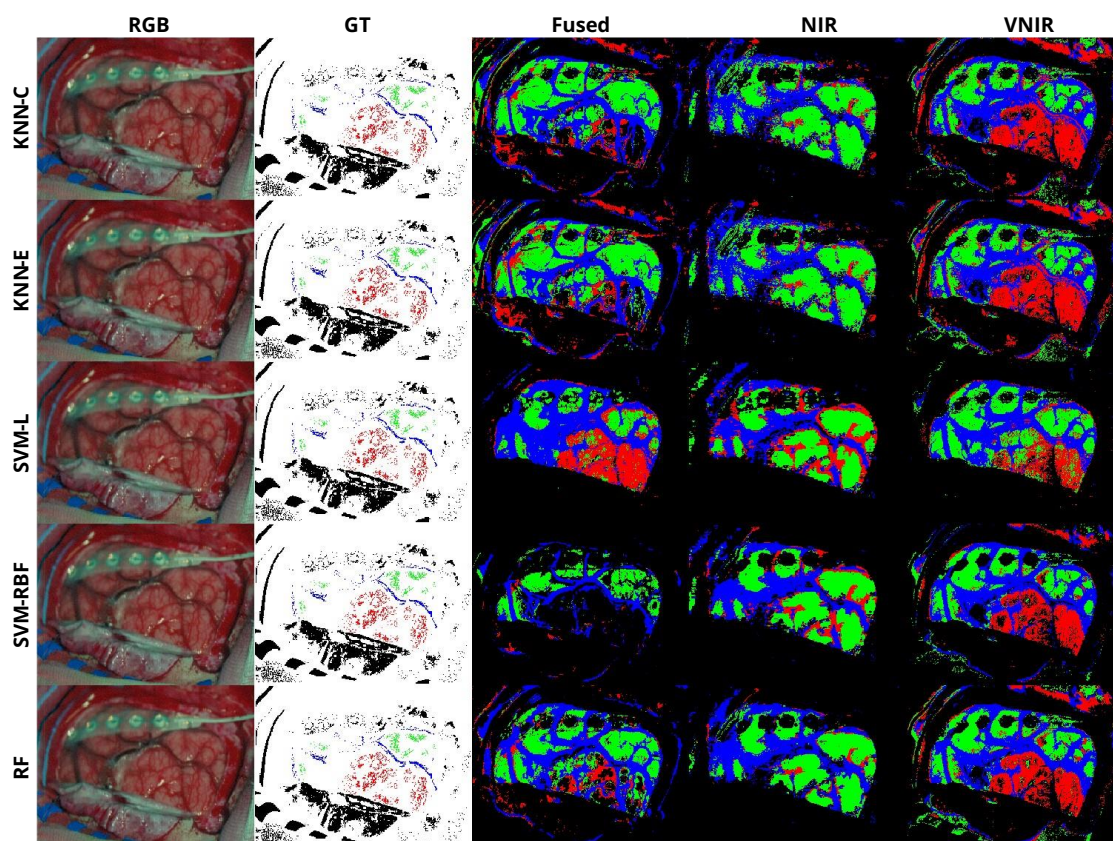 RGB GT Fused NIR VNIR
KNN-C
KNN-E
SVM-L
SVM-RBF
RF